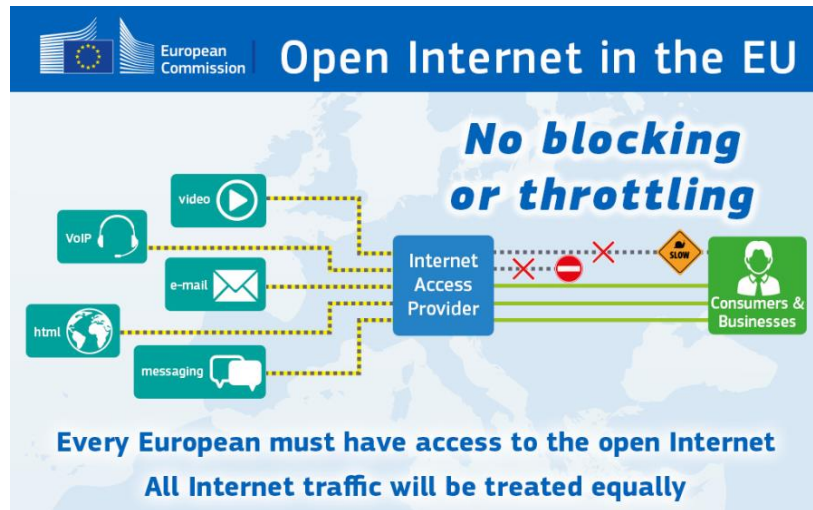 European
Commission
Open Internet in the EU
No blocking
or throttling
video
VoIP
e-mail
html
messaging
Internet
Access
Provider
SLOW
Consumers &
Businesses
Every European must have access to the open Internet
All Internet traffic will be treated equally